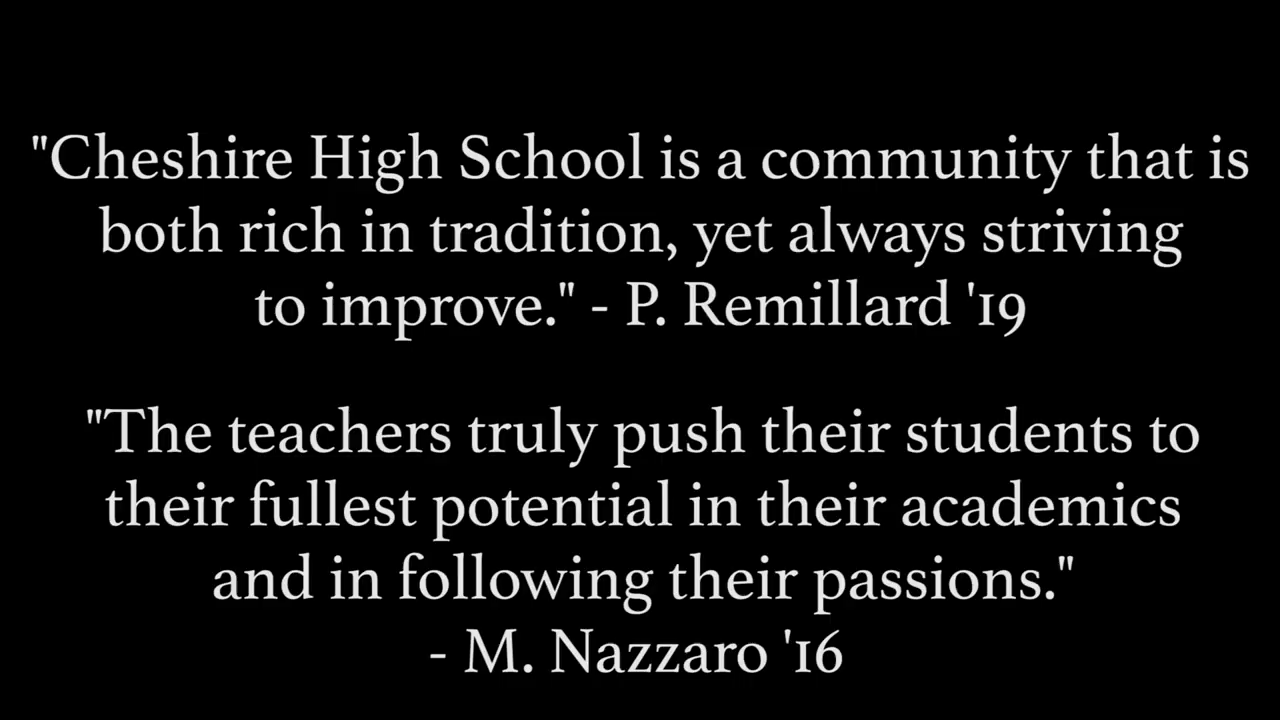 "Cheshire High School is a community that is
both rich in tradition, yet always striving
to improve." - P. Remillard '19
"The teachers truly push their students to
their fullest potential in their academics
and in following their passions."
- M. Nazzaro '16